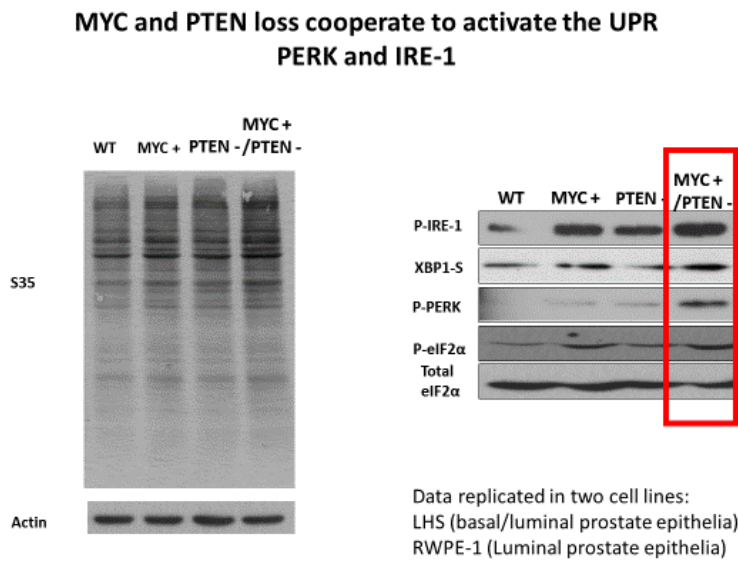 MYC and PTEN loss cooperate to activate the UPR
PERK and IRE-1
WT MYC + PTEN - MYC +
/PTEN -
S35
Actin
WT MYC + PTEN - MYC +
/PTEN -
P-IRE-1
XBP1-S
P-PERK
P-eIF2α
Total
eIF2α
Data replicated in two cell lines:
LHS (basal/luminal prostate epithelia)
RWPE-1 (Luminal prostate epithelia)